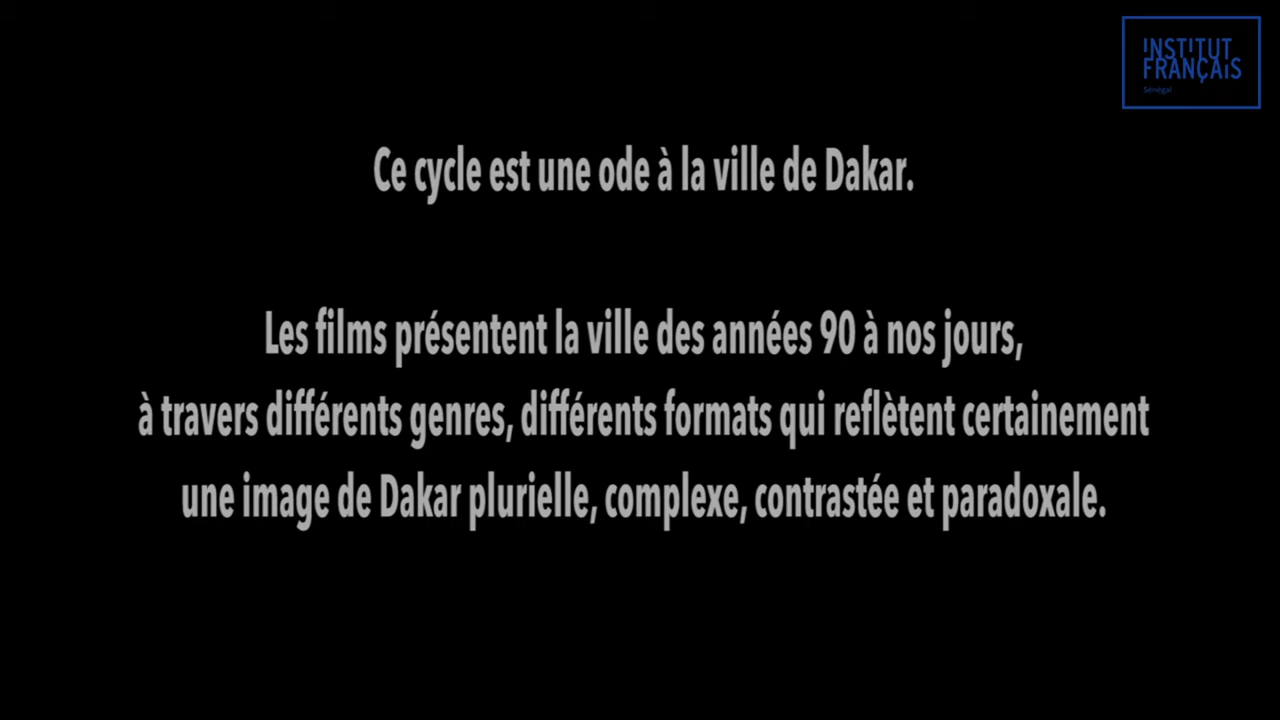 INSTITUT
FRANÇAIS
Sénégal
Ce cycle est une ode à la ville de Dakar.
Les films présentent la ville des années 90 à nos jours,
à travers différents genres, différents formats qui reflètent certainement
une image de Dakar plurielle, complexe, contrastée et paradoxale.